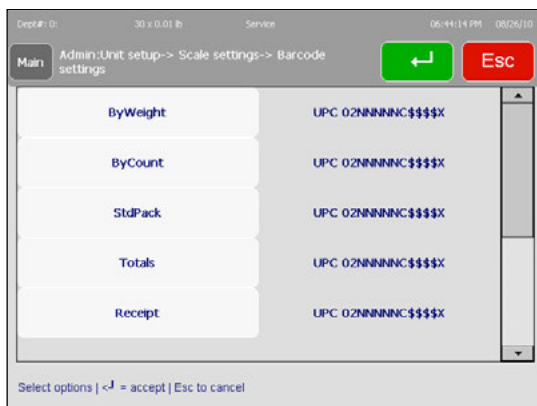 Dept#: 0: 30 x 0.01 lb Service 06:44:14 PM 08/26/10
Main Admin:Unit setup-> Scale settings-> Barcode settings Esc
ByWeight UPC 02NNNNNC$$$$X
ByCount UPC 02NNNNNC$$$$X
StdPack UPC 02NNNNNC$$$$X
Totals UPC 02NNNNNC$$$$X
Receipt UPC 02NNNNNC$$$$X
Select options | <┘ = accept | Esc to cancel